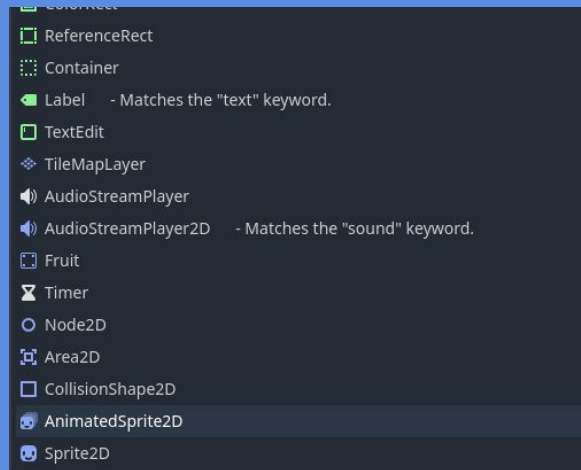 ColorRect
ReferenceRect
Container
Label - Matches the "text" keyword.
TextEdit
TileMapLayer
AudioStreamPlayer
AudioStreamPlayer2D - Matches the "sound" keyword.
Fruit
Timer
Node2D
Area2D
CollisionShape2D
AnimatedSprite2D
Sprite2D